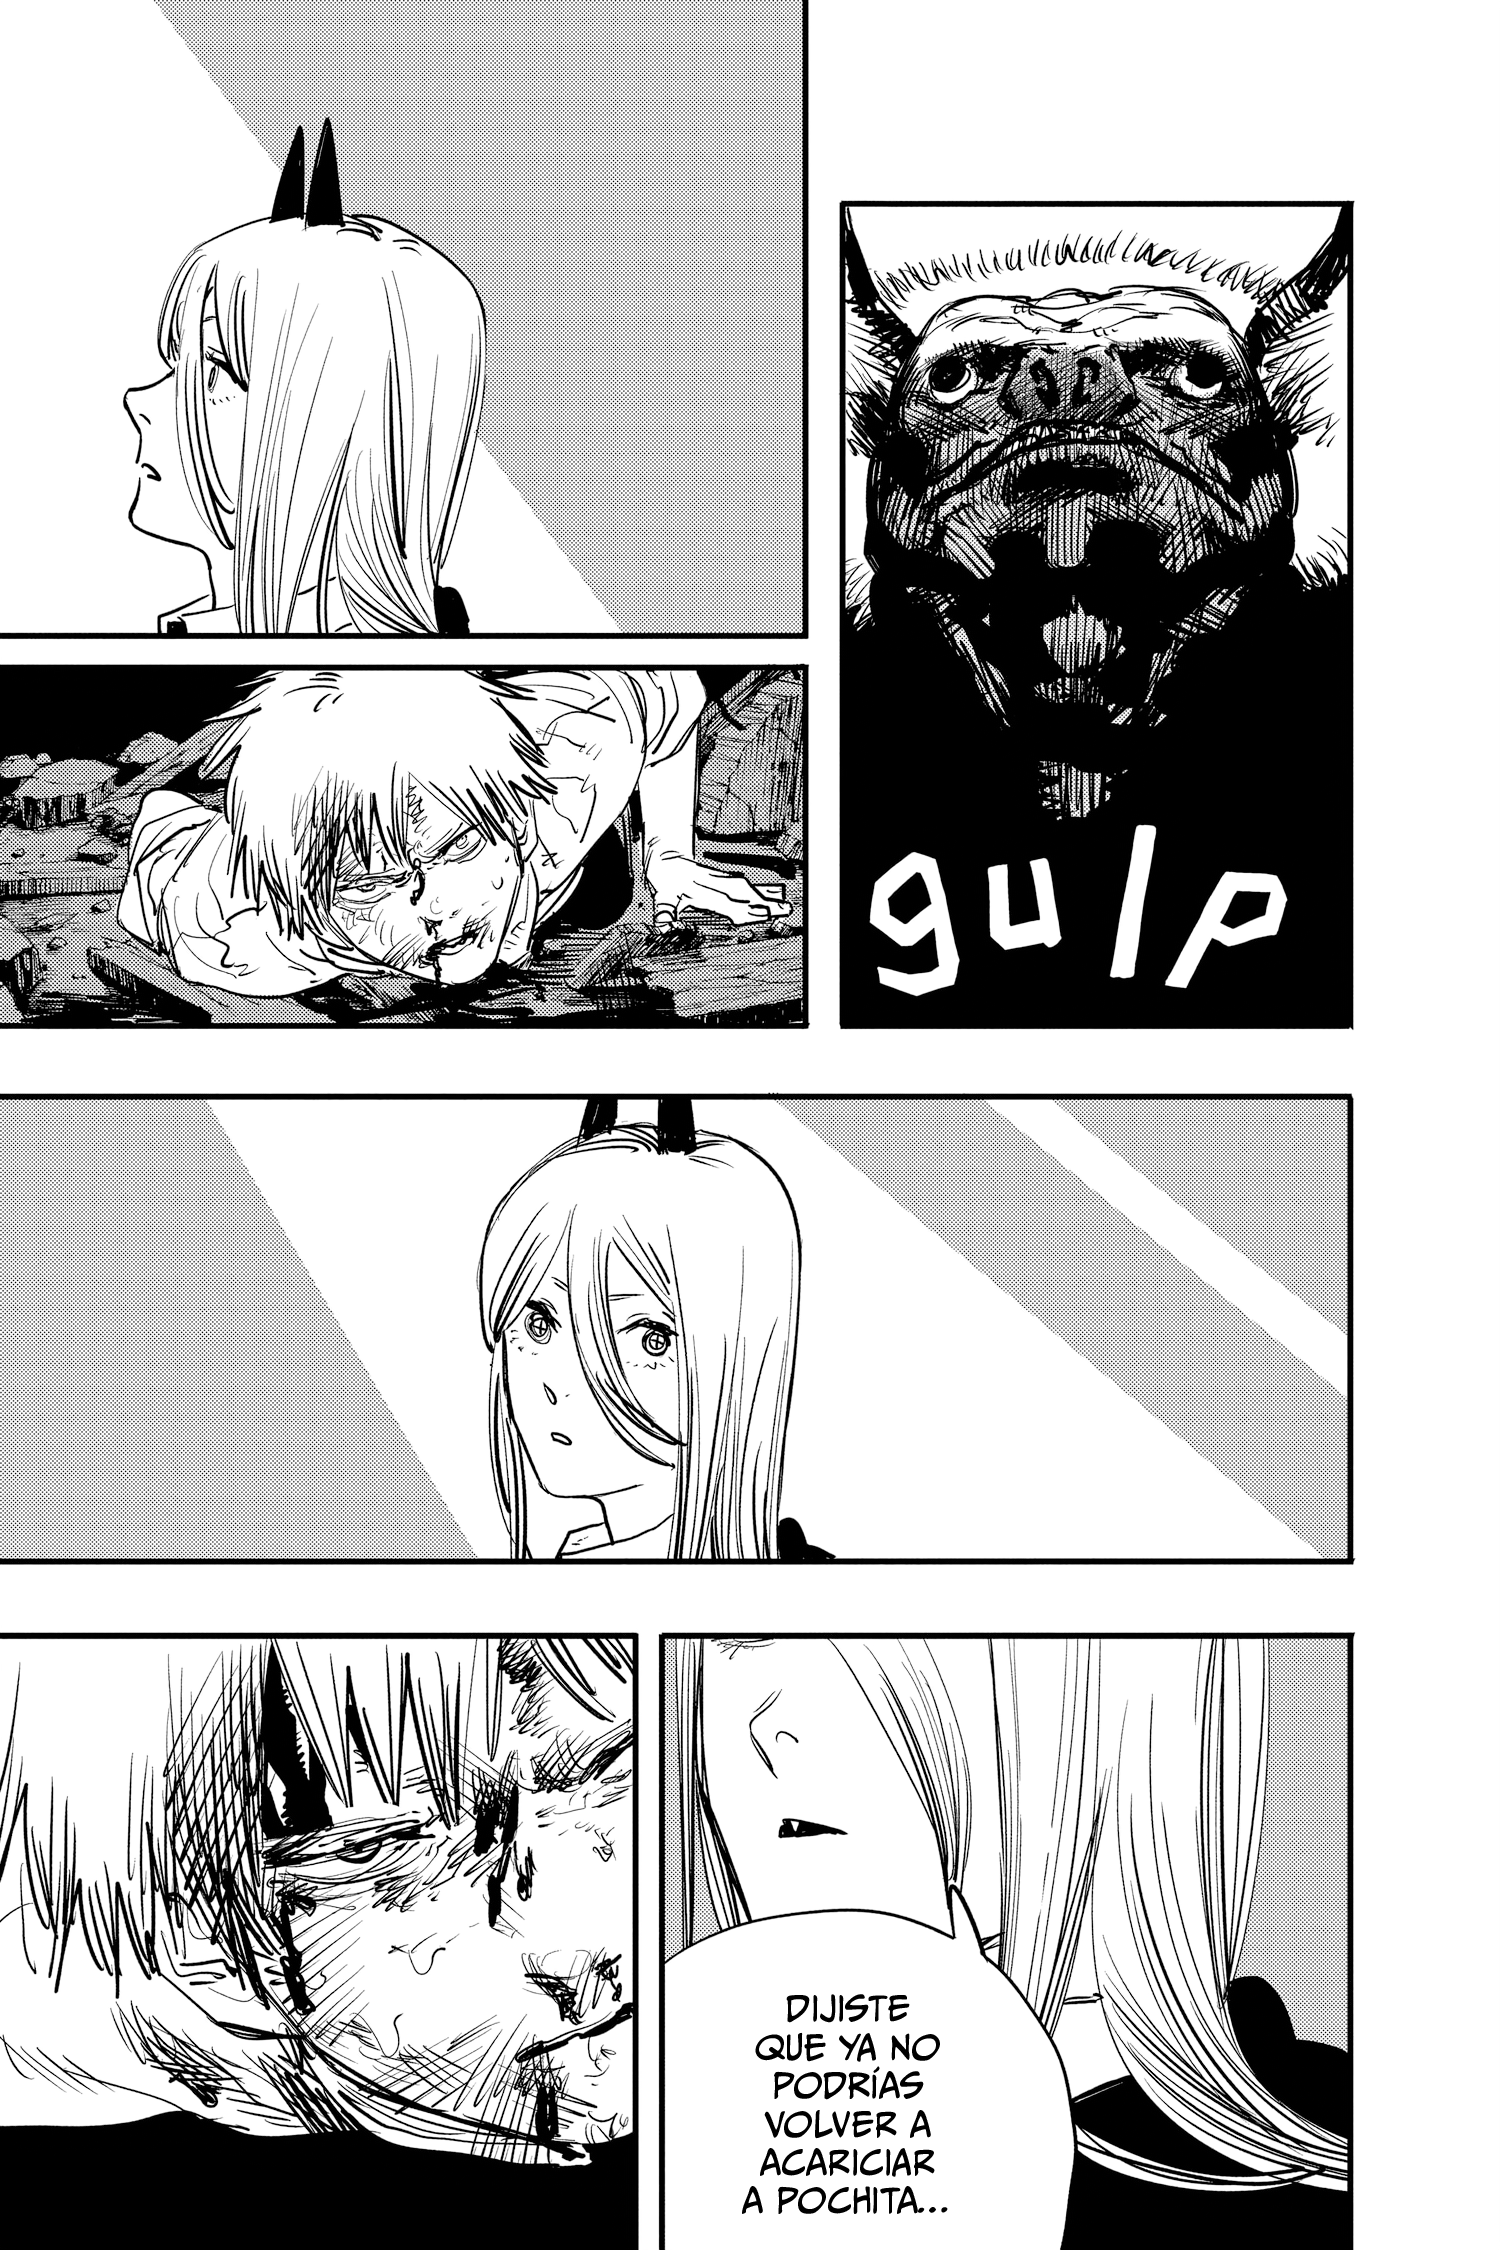 gulp
DIJISTE
QUE YA NO
PODRÍAS
VOLVER A
ACARICIAR
A POCHITA...